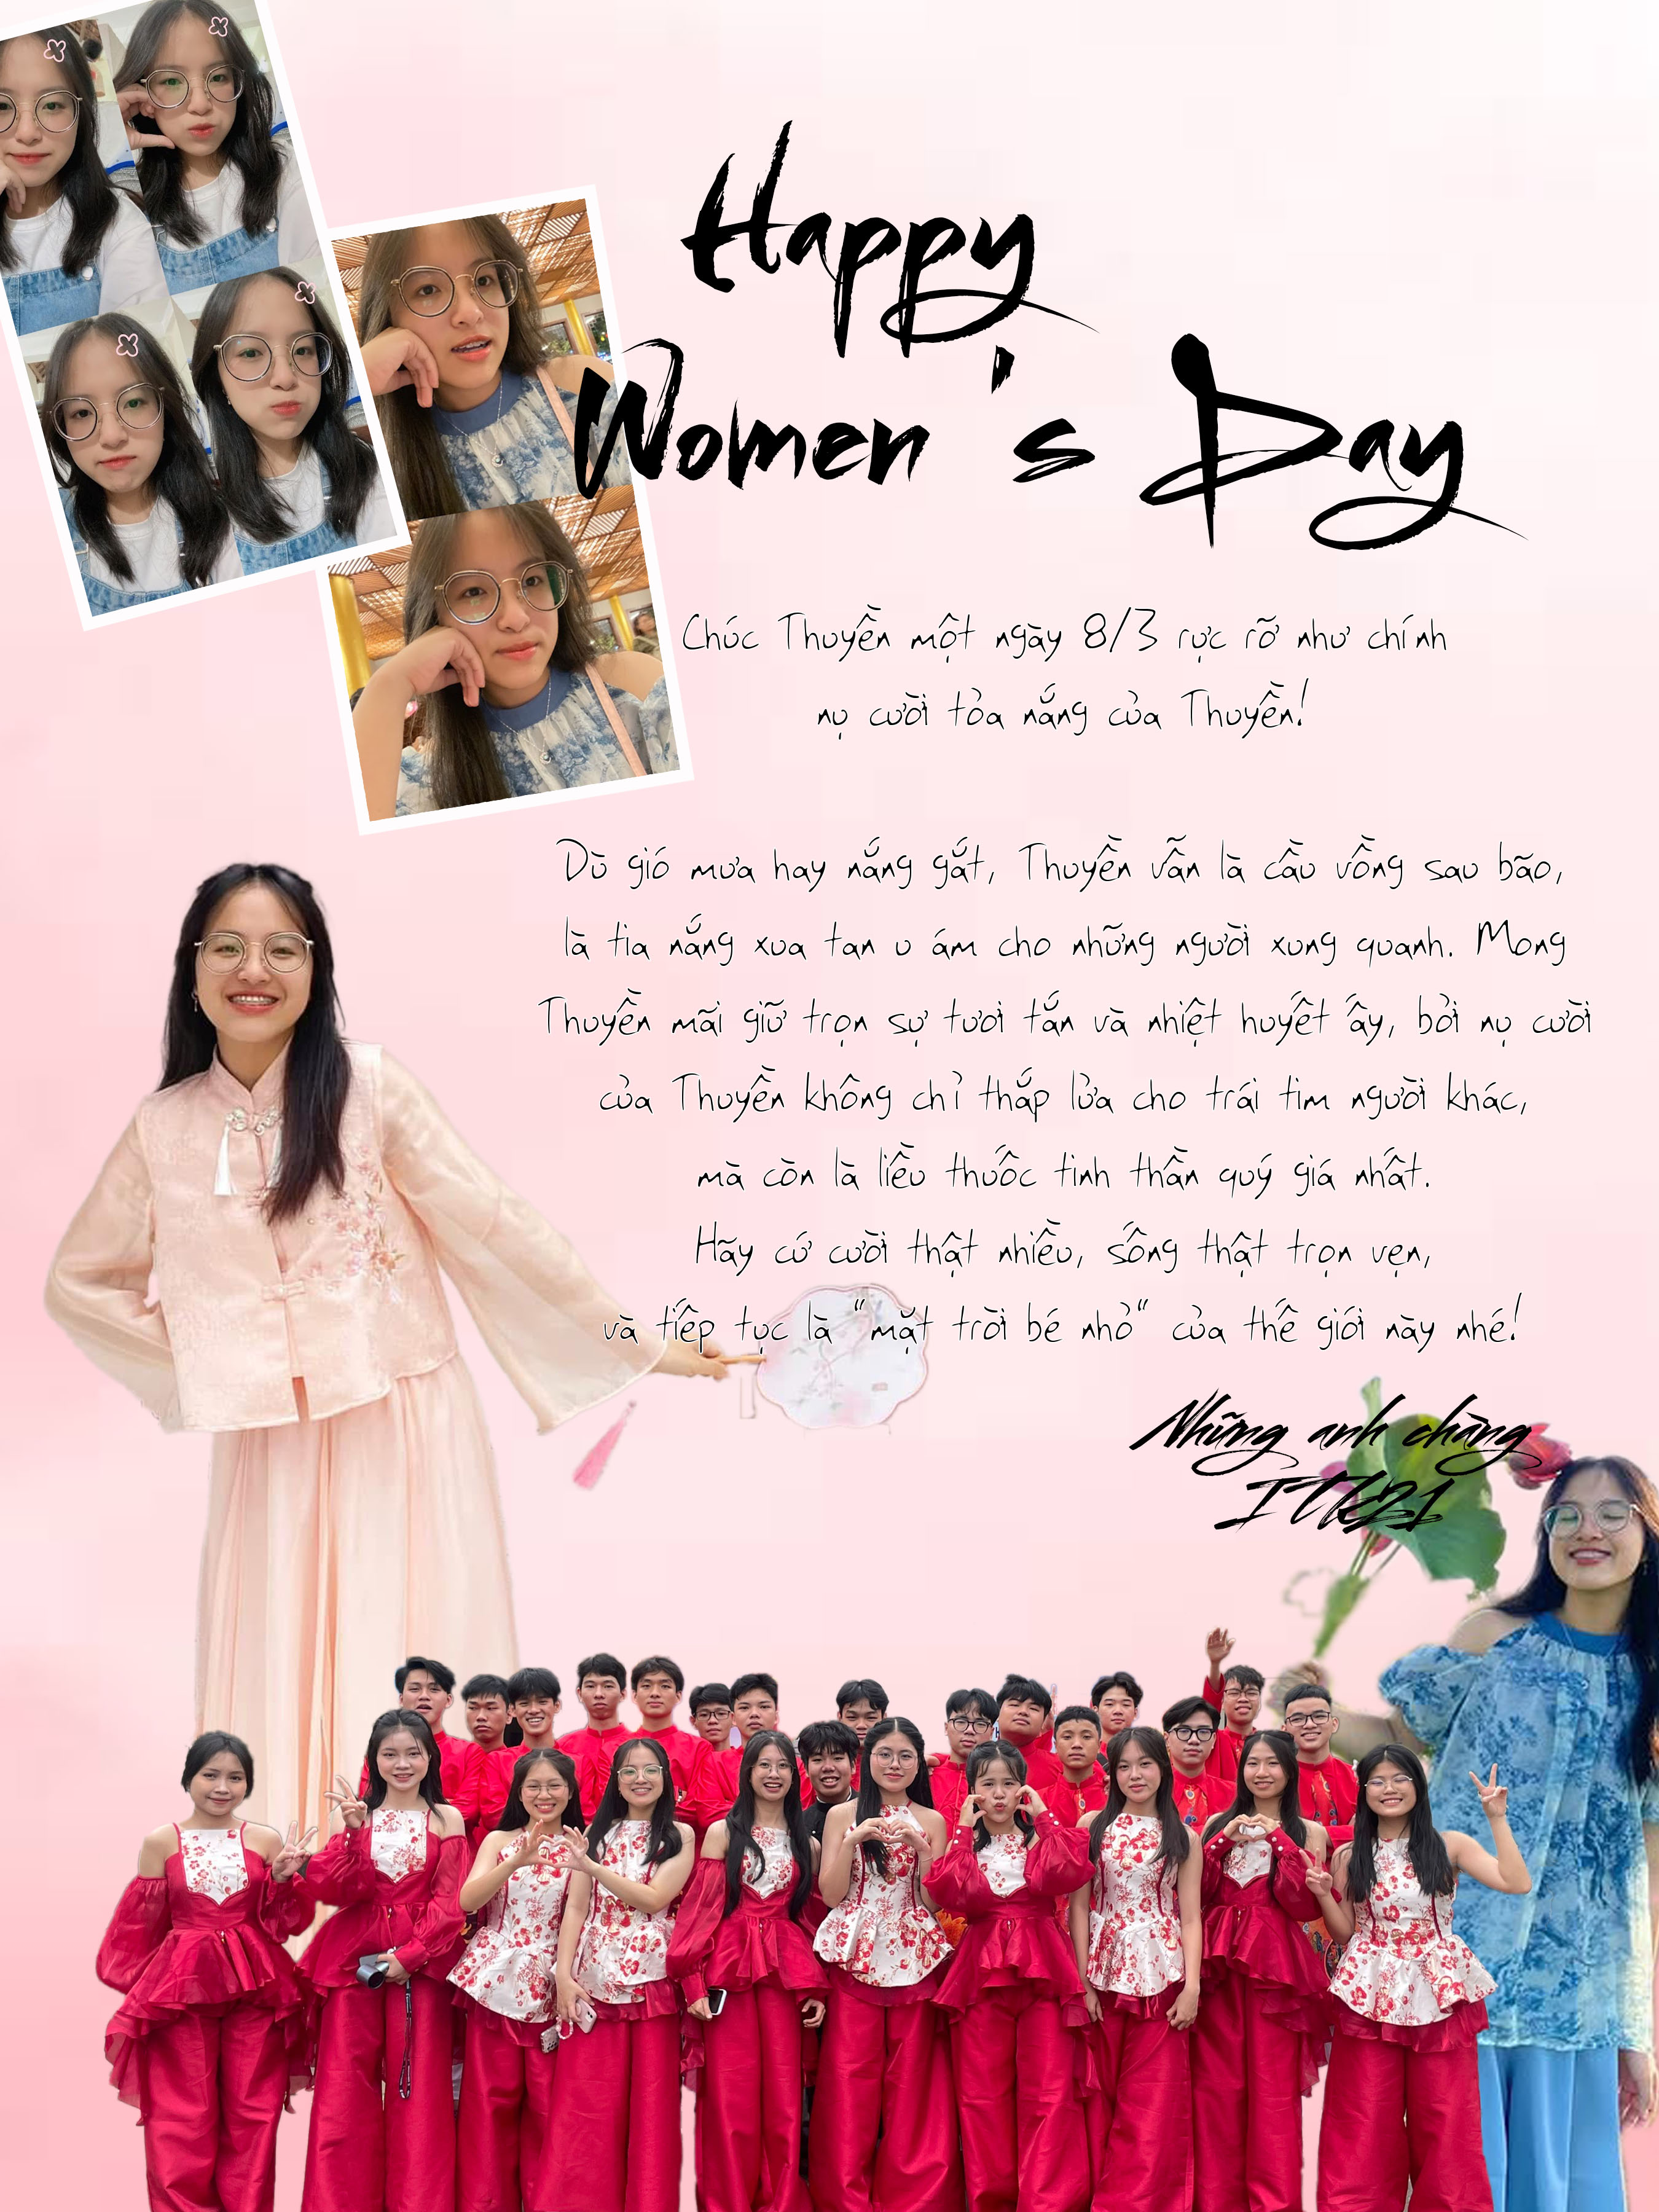 Happy
Women's Day
Chúc Thuyền một ngày 8/3 rực rỡ như chính
nụ cười tỏa nắng của Thuyền!
Dù gió mưa hay nắng gắt, Thuyền vẫn là cầu vồng sau bão,
là tia nắng xua tan u ám cho những người xung quanh. Mong
Thuyền mãi giữ trọn sự tươi tắn và nhiệt huyết ấy, bởi nụ cười
của Thuyền không chỉ thắp lửa cho trái tim người khác,
mà còn là liều thuốc tinh thần quý giá nhất.
Hãy cứ cười thật nhiều, sống thật trọn vẹn,
và tiếp tục là "mặt trời bé nhỏ" của thế giới này nhé!
Những anh chàng
ITK21